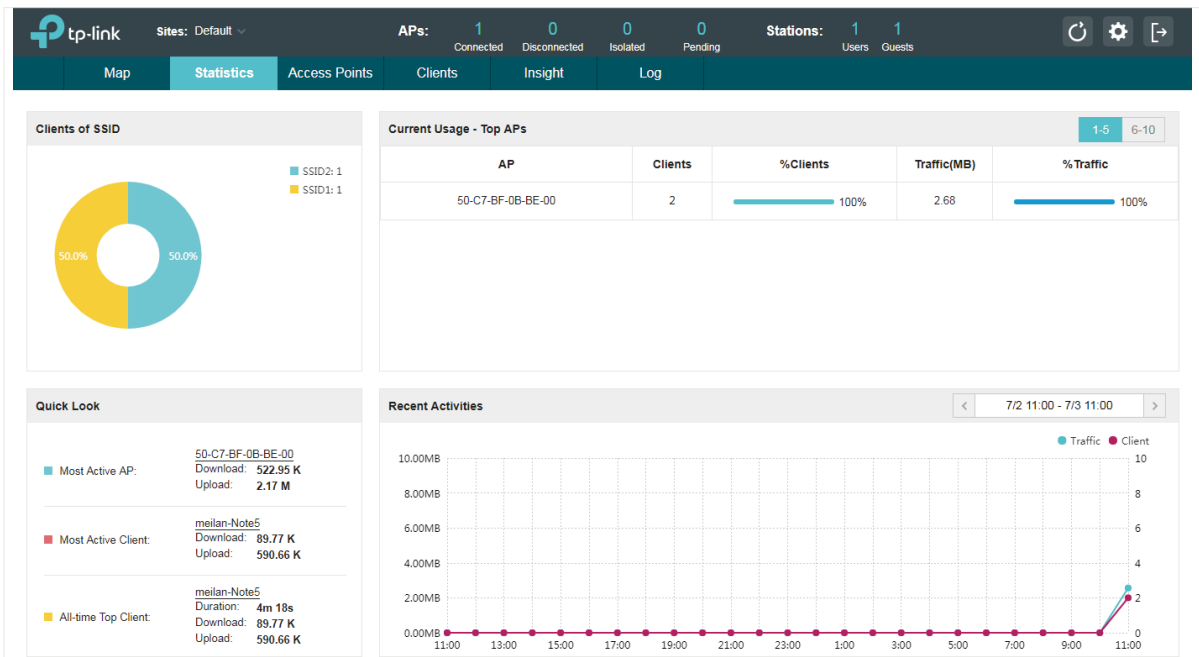 tp-link Sites: Default APs: 1 0 0 0 Stations: 1 1
Connected Disconnected Isolated Pending Users Guests
Map Statistics Access Points Clients Insight Log
Clients of SSID
SSID2: 1
SSID1: 1
50.0% 50.0%
Current Usage - Top APs 1-5 6-10
AP Clients %Clients Traffic(MB) %Traffic
50-C7-BF-0B-BE-00 2 100% 2.68 100%
Quick Look
Most Active AP:
50-C7-BF-0B-BE-00
Download: 522.95 K
Upload: 2.17 M
Most Active Client:
meilan-Note5
Download: 89.77 K
Upload: 590.66 K
All-time Top Client:
meilan-Note5
Duration: 4m 18s
Download: 89.77 K
Upload: 590.66 K
Recent Activities < 7/2 11:00 - 7/3 11:00 >
Traffic Client
10.00MB 10
8.00MB 8
6.00MB 6
4.00MB 4
2.00MB 2
0.00MB 0
11:00 13:00 15:00 17:00 19:00 21:00 23:00 1:00 3:00 5:00 7:00 9:00 11:00